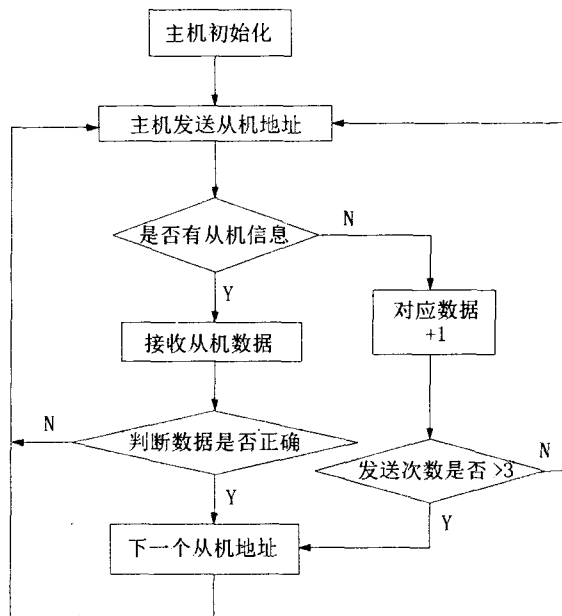 主机初始化
主机发送从机地址
是否有从机信息
N
Y
对应数据
+1
接收从机数据
N
判断数据是否正确
发送次数是否 >3
N
Y
Y
下一个从机地址